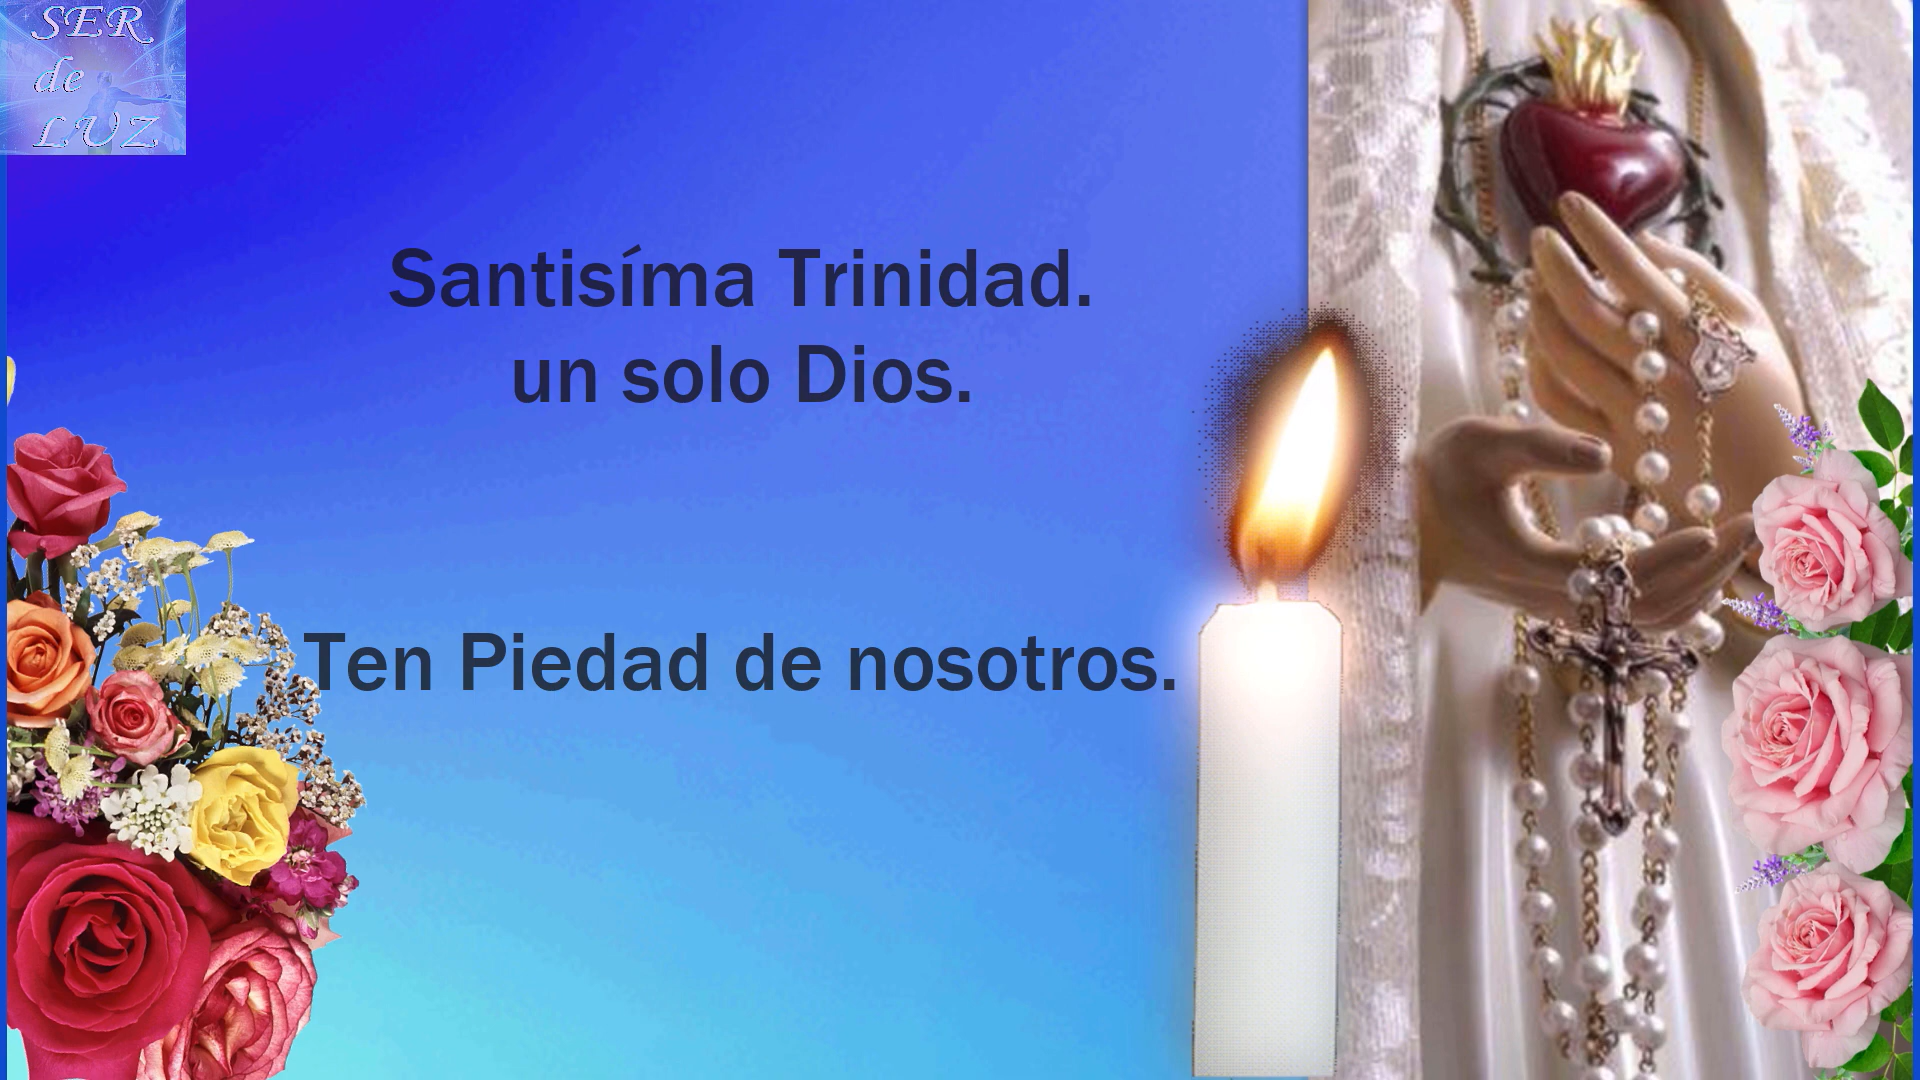 SER
de
LUZ
Santisíma Trinidad.
un solo Dios.
Ten Piedad de nosotros.